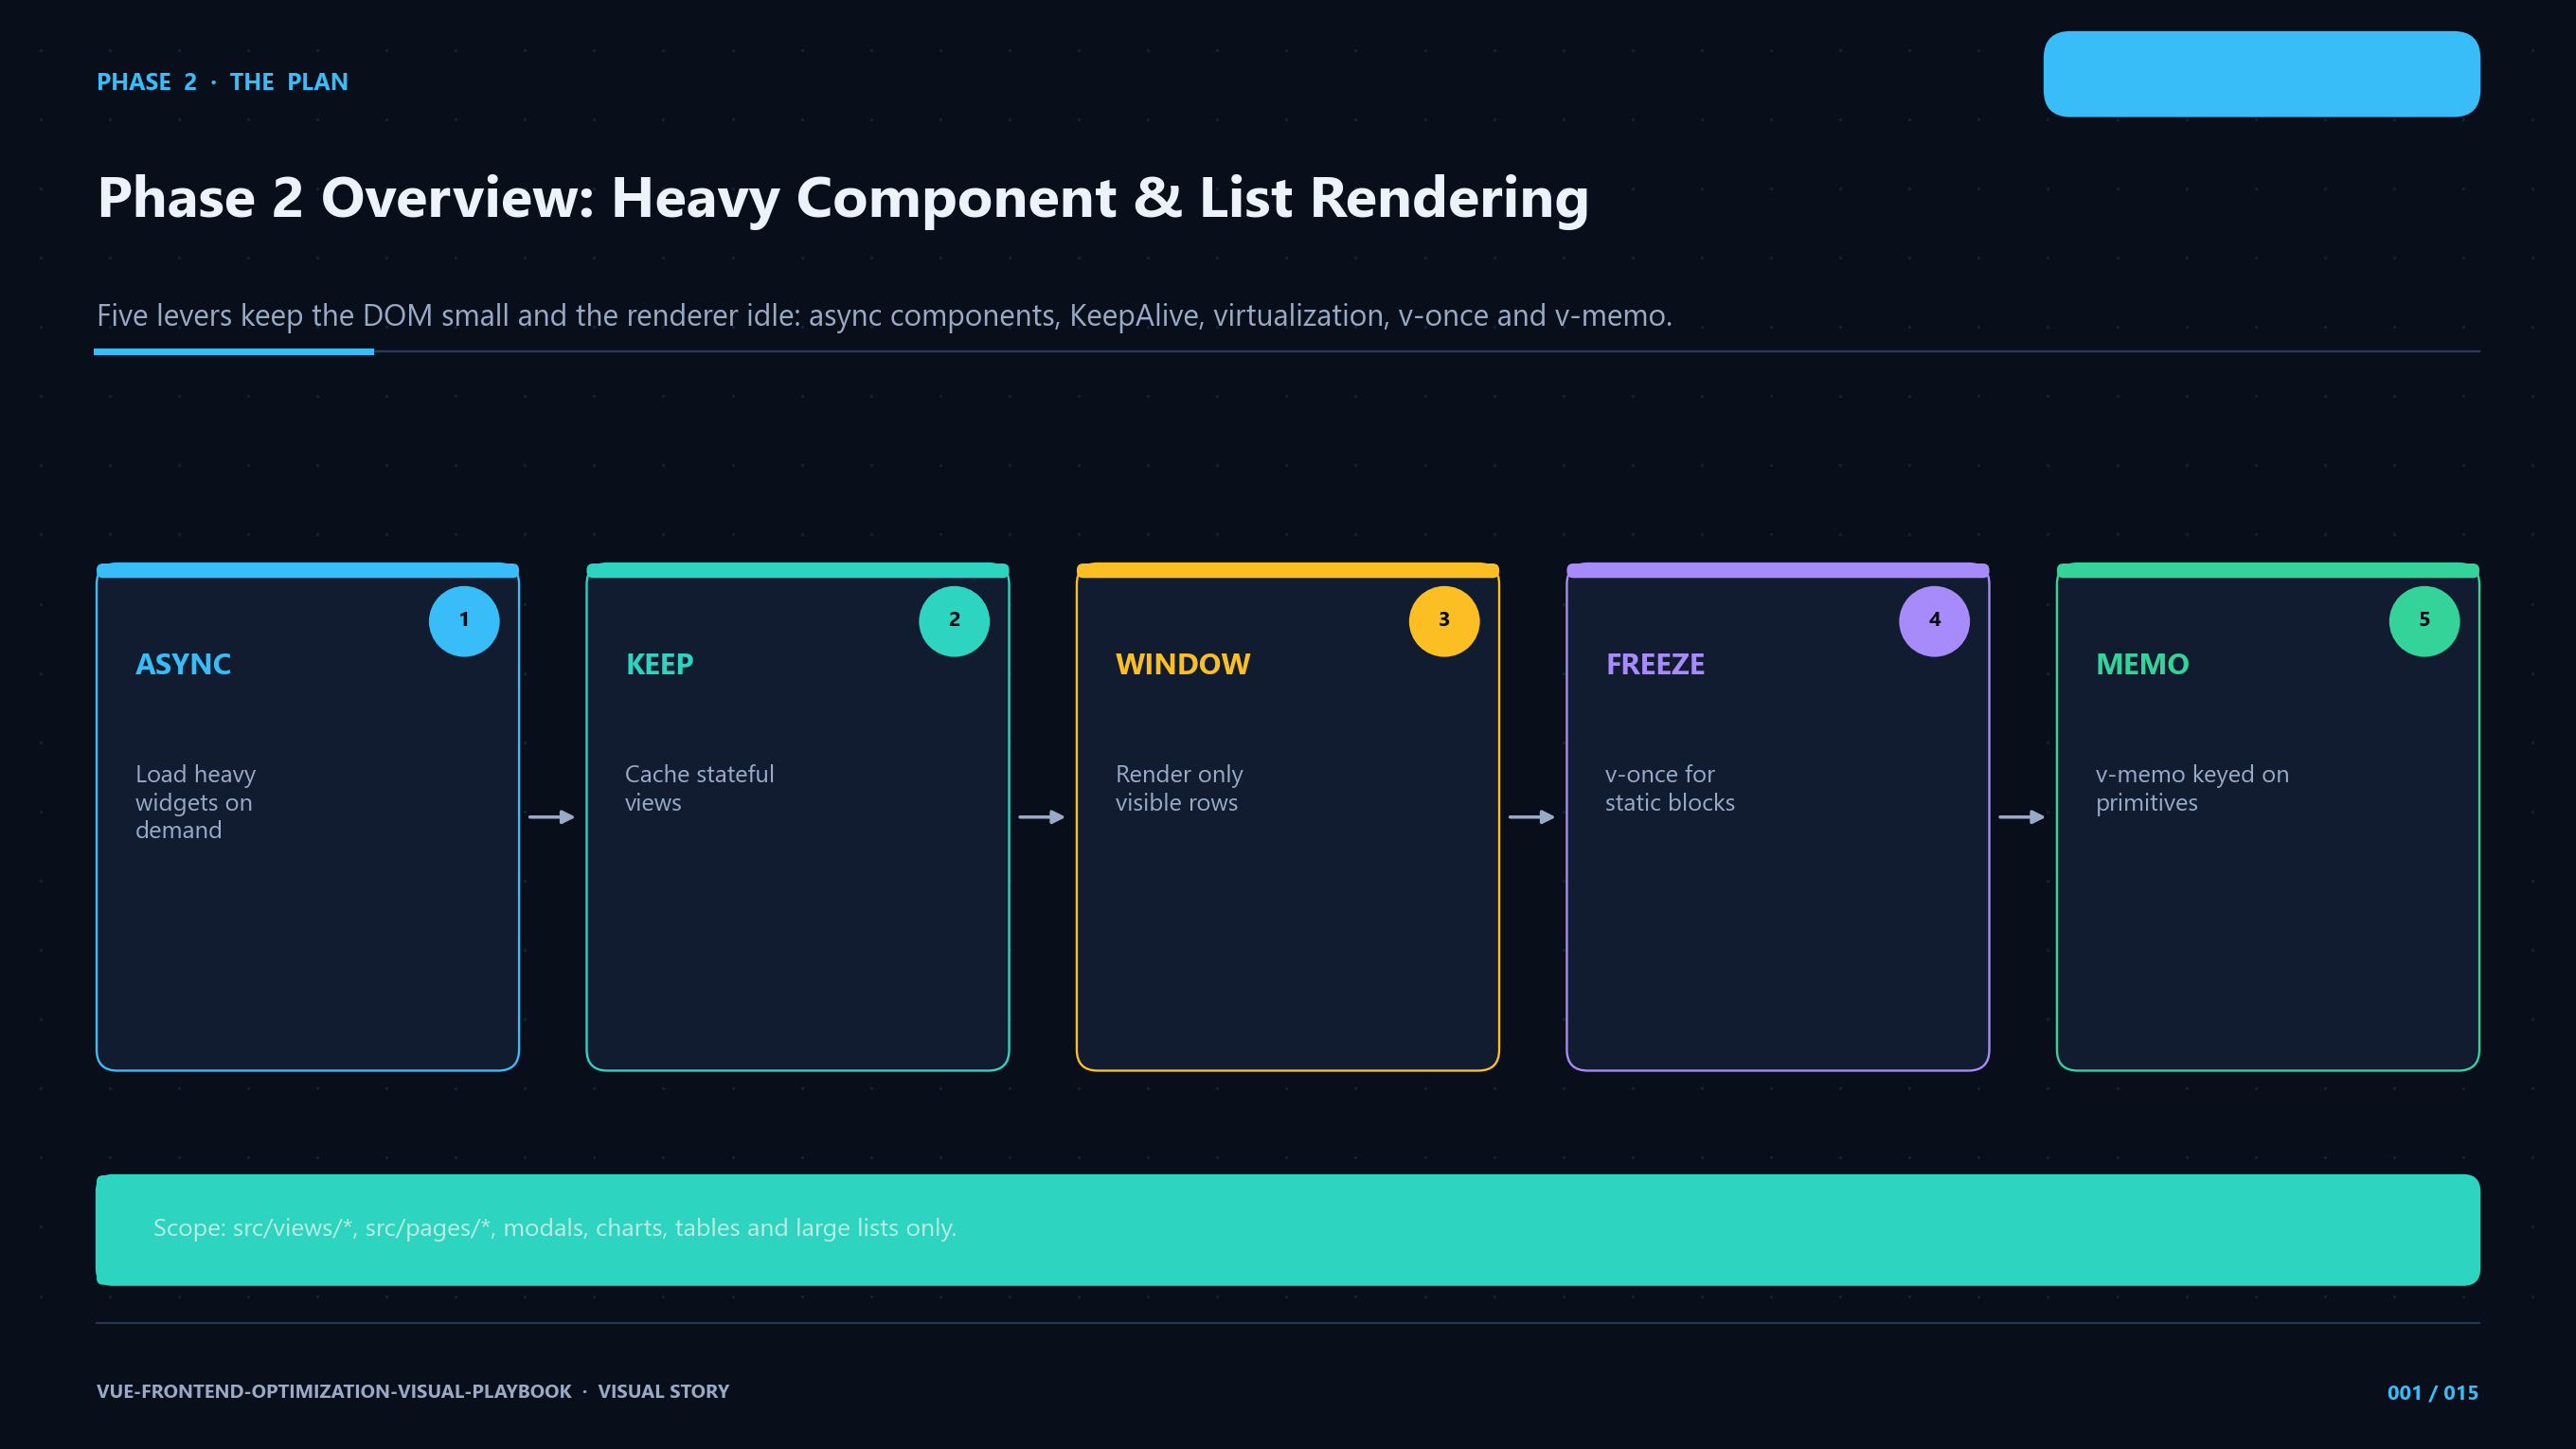 PHASE 2 · THE PLAN
Phase 2 Overview: Heavy Component & List Rendering
Five levers keep the DOM small and the renderer idle: async components, KeepAlive, virtualization, v-once and v-memo.
1
ASYNC
Load heavy
widgets on
demand
2
KEEP
Cache stateful
views
3
WINDOW
Render only
visible rows
4
FREEZE
v-once for
static blocks
5
MEMO
v-memo keyed on
primitives
Scope: src/views/*, src/pages/*, modals, charts, tables and large lists only.
VUE-FRONTEND-OPTIMIZATION-VISUAL-PLAYBOOK · VISUAL STORY
001 / 015